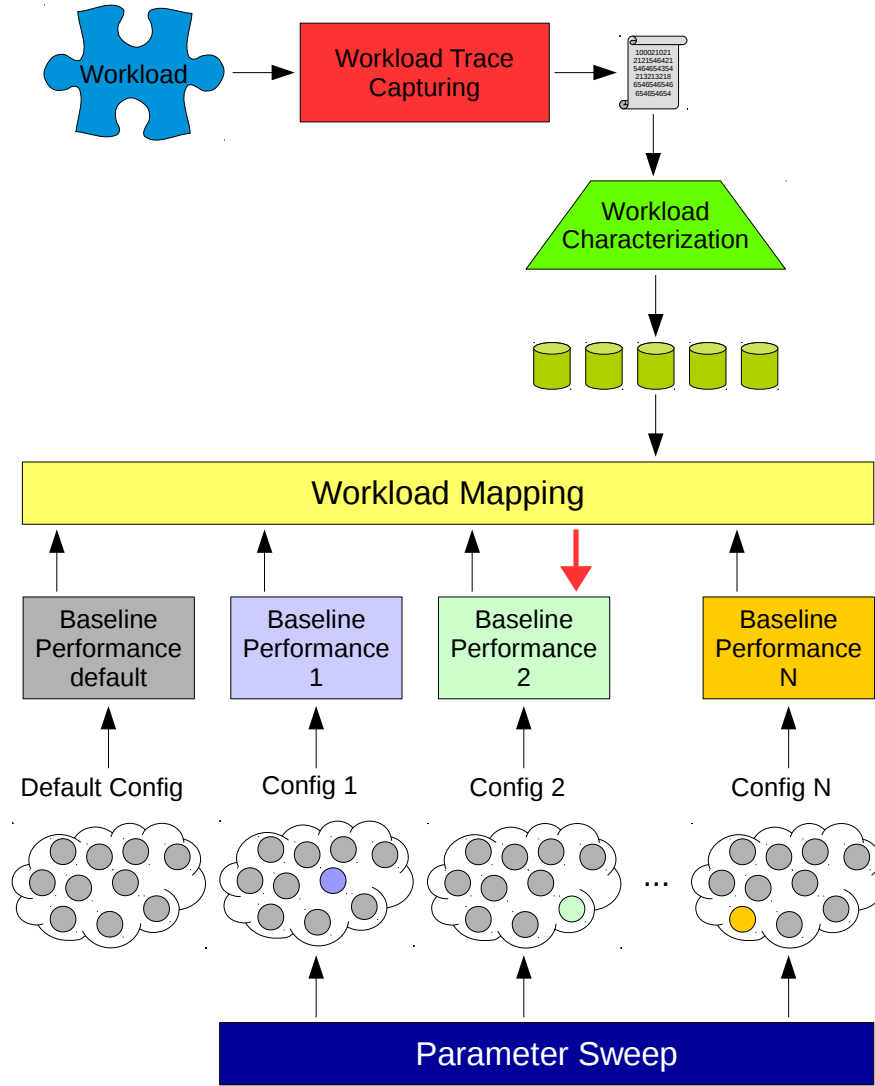 Workload
Workload Trace
Capturing
100021021
2121546421
5464654354
213213218
6546546546
654654654
Workload
Characterization
Workload Mapping
Baseline
Performance
default
Baseline
Performance
1
Baseline
Performance
2
Baseline
Performance
N
Default Config
Config 1
Config 2
Config N
...
Parameter Sweep